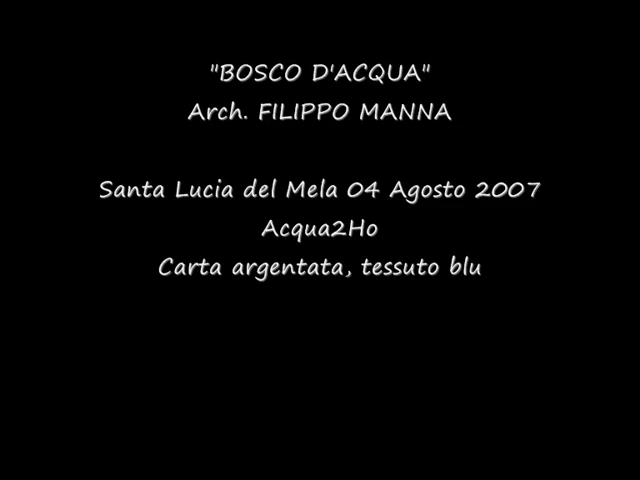 "BOSCO D'ACQUA"
Arch. FILIPPO MANNA
Santa Lucia del Mela 04 Agosto 2007
Acqua2Ho
Carta argentata, tessuto blu